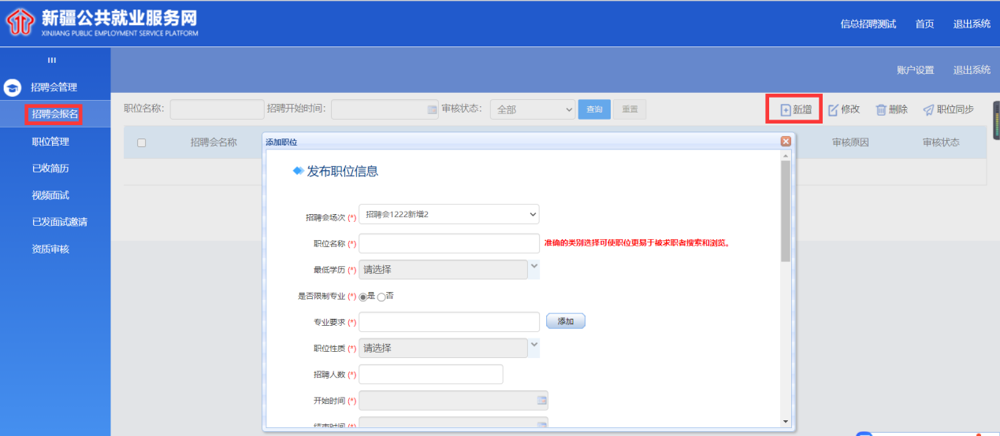 新疆公共就业服务网
XINJIANG PUBLIC EMPLOYMENT SERVICE PLATFORM
信总招聘测试 首页 退出系统
账户设置 退出系统
招聘会管理
招聘会报名
职位管理
已收简历
视频面试
已发面试邀请
资质审核
职位名称: 招聘开始时间: 审核状态: 全部 查询 重置 新增 修改 删除 职位同步
招聘会名称 审核原因 审核状态
添加职位
发布职位信息
招聘会场次 (*) 招聘会1222新增2
职位名称 (*) 准确的类别选择可使职位更易于被求职者搜索和浏览。
最低学历 (*) 请选择
是否限制专业 (*) 是 否
专业要求 (*) 添加
职位性质 (*) 请选择
招聘人数 (*)
开始时间 (*)
结束时间 (*)